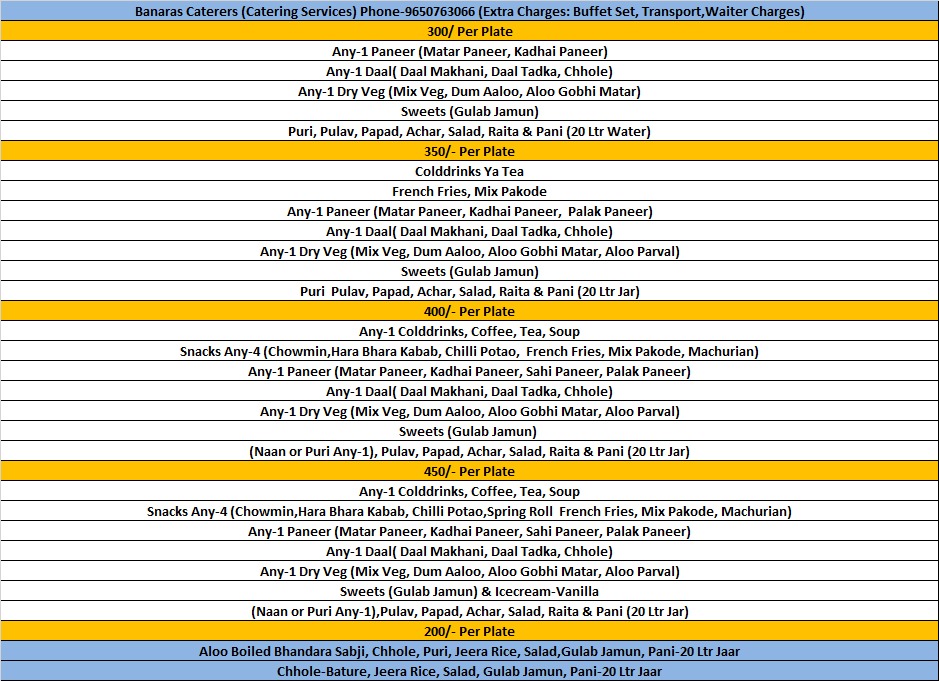 Banaras Caterers (Catering Services) Phone-9650763066 (Extra Charges: Buffet Set, Transport,Waiter Charges)
300/ Per Plate
Any-1 Paneer (Matar Paneer, Kadhai Paneer)
Any-1 Daal( Daal Makhani, Daal Tadka, Chhole)
Any-1 Dry Veg (Mix Veg, Dum Aaloo, Aloo Gobhi Matar)
Sweets (Gulab Jamun)
Puri, Pulav, Papad, Achar, Salad, Raita & Pani (20 Ltr Water)
350/- Per Plate
Colddrinks Ya Tea
French Fries, Mix Pakode
Any-1 Paneer (Matar Paneer, Kadhai Paneer,  Palak Paneer)
Any-1 Daal( Daal Makhani, Daal Tadka, Chhole)
Any-1 Dry Veg (Mix Veg, Dum Aaloo, Aloo Gobhi Matar, Aloo Parval)
Sweets (Gulab Jamun)
Puri  Pulav, Papad, Achar, Salad, Raita & Pani (20 Ltr Jar)
400/- Per Plate
Any-1 Colddrinks, Coffee, Tea, Soup
Snacks Any-4 (Chowmin,Hara Bhara Kabab, Chilli Potao,  French Fries, Mix Pakode, Machurian)
Any-1 Paneer (Matar Paneer, Kadhai Paneer, Sahi Paneer, Palak Paneer)
Any-1 Daal( Daal Makhani, Daal Tadka, Chhole)
Any-1 Dry Veg (Mix Veg, Dum Aaloo, Aloo Gobhi Matar, Aloo Parval)
Sweets (Gulab Jamun)
(Naan or Puri Any-1), Pulav, Papad, Achar, Salad, Raita & Pani (20 Ltr Jar)
450/- Per Plate
Any-1 Colddrinks, Coffee, Tea, Soup
Snacks Any-4 (Chowmin,Hara Bhara Kabab, Chilli Potao,Spring Roll  French Fries, Mix Pakode, Machurian)
Any-1 Paneer (Matar Paneer, Kadhai Paneer, Sahi Paneer, Palak Paneer)
Any-1 Daal( Daal Makhani, Daal Tadka, Chhole)
Any-1 Dry Veg (Mix Veg, Dum Aaloo, Aloo Gobhi Matar, Aloo Parval)
Sweets (Gulab Jamun) & Icecream-Vanilla
(Naan or Puri Any-1),Pulav, Papad, Achar, Salad, Raita & Pani (20 Ltr Jar)
200/- Per Plate
Aloo Boiled Bhandara Sabji, Chhole, Puri, Jeera Rice, Salad,Gulab Jamun, Pani-20 Ltr Jaar
Chhole-Bature, Jeera Rice, Salad, Gulab Jamun, Pani-20 Ltr Jaar